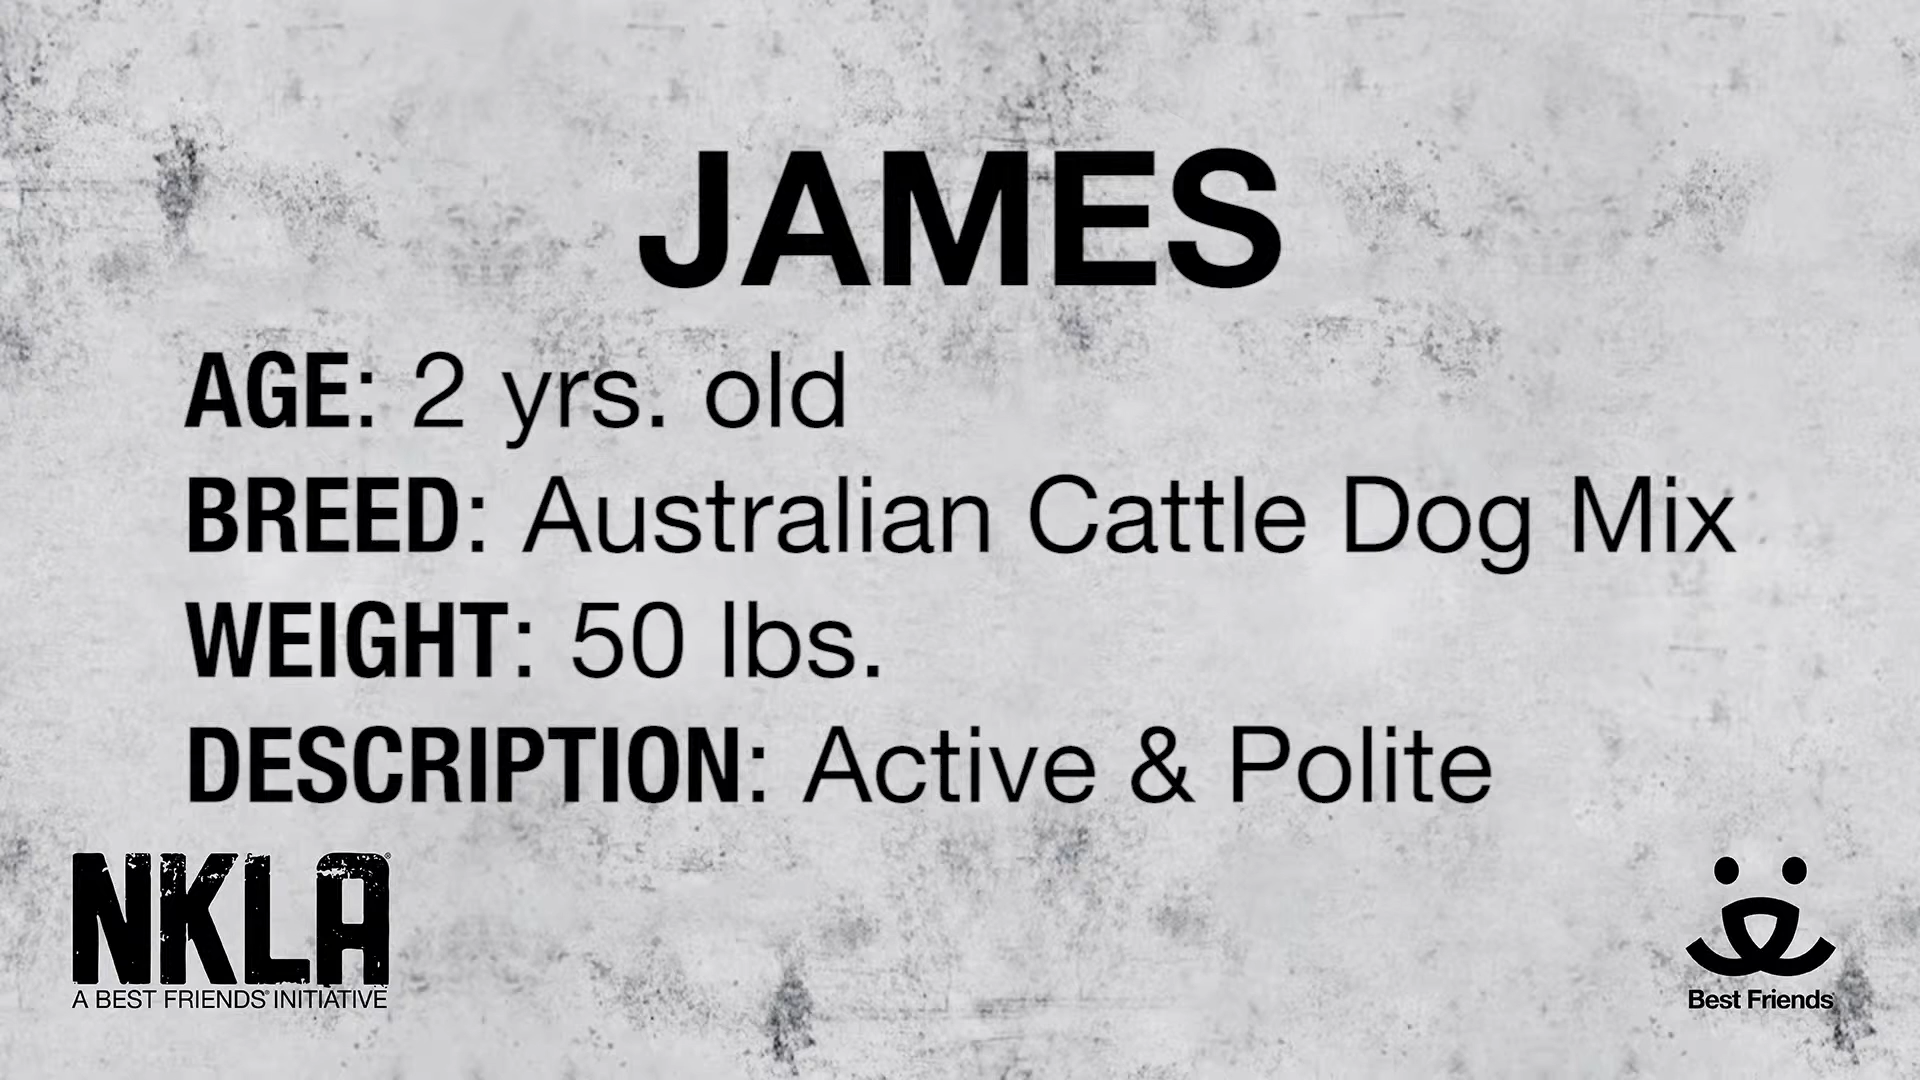 JAMES
AGE: 2 yrs. old
BREED: Australian Cattle Dog Mix
WEIGHT: 50 lbs.
DESCRIPTION: Active & Polite
NKLA®
A BEST FRIENDS® INITIATIVE
Best Friends